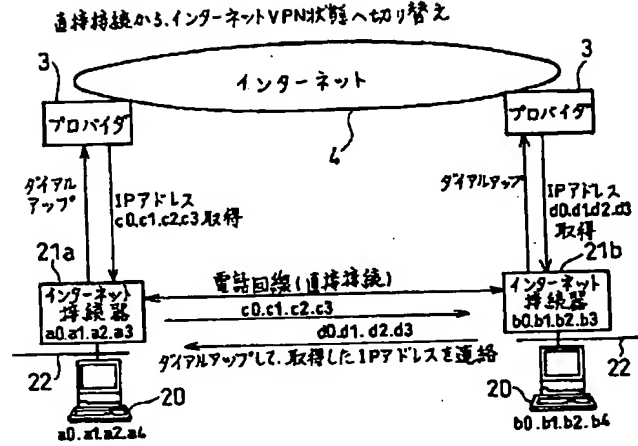 直接接続から、インターネットVPN状態へ切り替え
3
インターネット
3
プロバイダ
4
プロバイダ
ダイアル
アップ
IPアドレス
c0.c1.c2.c3取得
ダイアルアップ
IPアドレス
d0.d1.d2.d3
取得
21a
21b
インターネット
接続器
a0.a1.a2.a3
電話回線(直接接続)
c0.c1.c2.c3
d0.d1.d2.d3
ダイアルアップして、取得したIPアドレスを連絡
インターネット
接続器
b0.b1.b2.b3
22
20
a0.a1.a2.a4
20
22
b0.b1.b2.b4